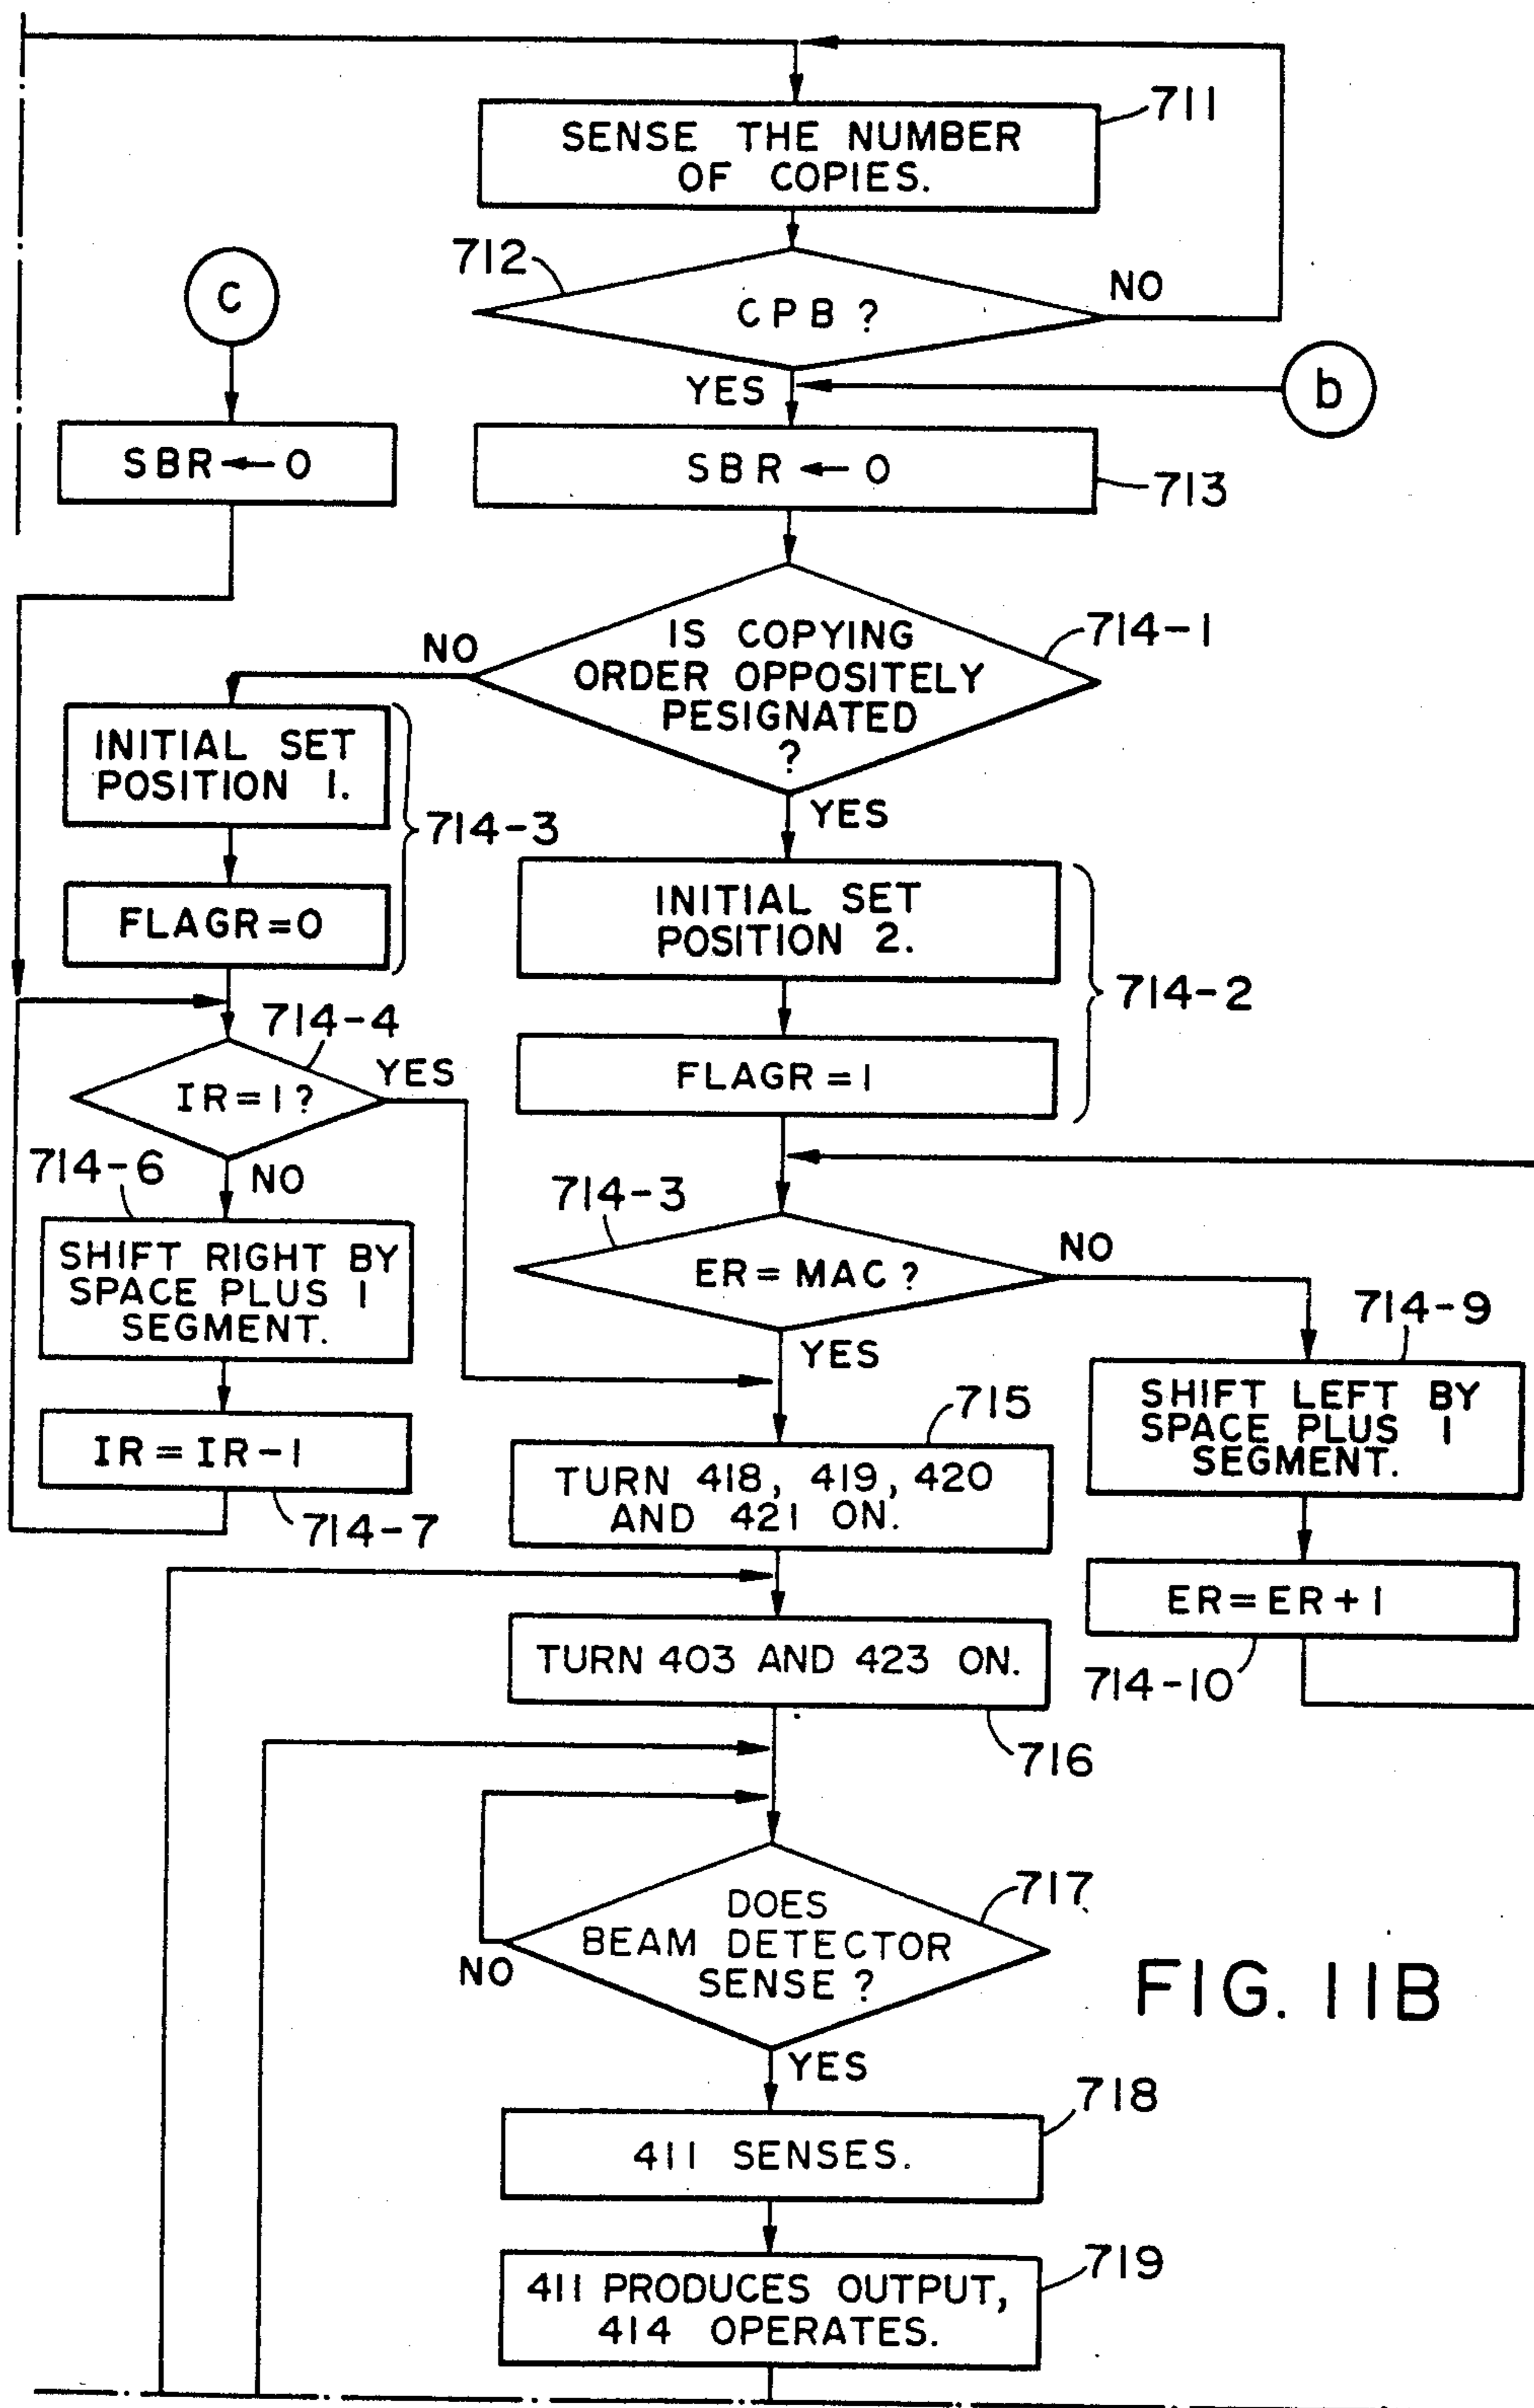 711
SENSE THE NUMBER
OF COPIES.
712
CPB ?
NO
YES
c
b
SBR ← 0
SBR ← 0
713
IS COPYING
ORDER OPPOSITELY
PESIGNATED
?
714-1
NO
YES
INITIAL SET
POSITION 1.
FLAGR=0
714-3
INITIAL SET
POSITION 2.
FLAGR=1
714-2
714-4
IR=1?
YES
NO
714-6
SHIFT RIGHT BY
SPACE PLUS 1
SEGMENT.
IR=IR-1
714-7
714-3
ER=MAC?
NO
YES
714-9
SHIFT LEFT BY
SPACE PLUS 1
SEGMENT.
ER=ER+1
714-10
715
TURN 418, 419, 420
AND 421 ON.
TURN 403 AND 423 ON.
716
717
DOES
BEAM DETECTOR
SENSE?
NO
YES
FIG. 11B
718
411 SENSES.
719
411 PRODUCES OUTPUT,
414 OPERATES.